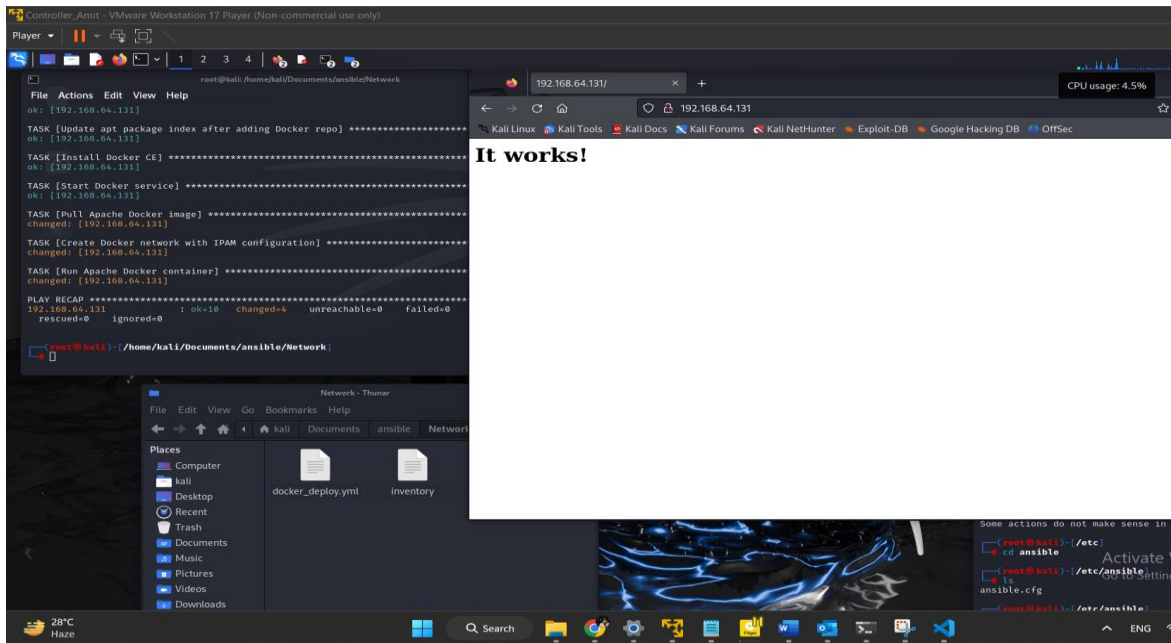 Controller_Amit - VMware Workstation 17 Player (Non-commercial use only)
Player
1 2 3 4
root@kali: /home/kali/Documents/ansible/Network
File Actions Edit View Help
ok: [192.168.64.131]
TASK [Update apt package index after adding Docker repo] ********************
ok: [192.168.64.131]
TASK [Install Docker CE] ****************************************************
ok: [192.168.64.131]
TASK [Start Docker service] *************************************************
ok: [192.168.64.131]
TASK [Pull Apache Docker image] *********************************************
changed: [192.168.64.131]
TASK [Create Docker network with IPAM configuration] ************************
changed: [192.168.64.131]
TASK [Run Apache Docker container] ******************************************
changed: [192.168.64.131]
PLAY RECAP ******************************************************************
192.168.64.131 : ok=10 changed=4 unreachable=0 failed=0
rescued=0 ignored=0
(root㉿kali)-[/home/kali/Documents/ansible/Network]
#
192.168.64.131/
CPU usage: 4.5%
192.168.64.131
Kali Linux Kali Tools Kali Docs Kali Forums Kali NetHunter Exploit-DB Google Hacking DB OffSec
It works!
Network - Thunar
File Edit View Go Bookmarks Help
kali Documents ansible Network
Places
Computer
kali
Desktop
Recent
Trash
Documents
Music
Pictures
Videos
Downloads
docker_deploy.yml inventory
Some actions do not make sense in
(root㉿kali)-[/etc]
# cd ansible
Activate
(root㉿kali)-[/etc/ansible]
Go to Settin
# ls
ansible.cfg
(root㉿kali)-[/etc/ansible]
28°C
Haze
Search
ENG